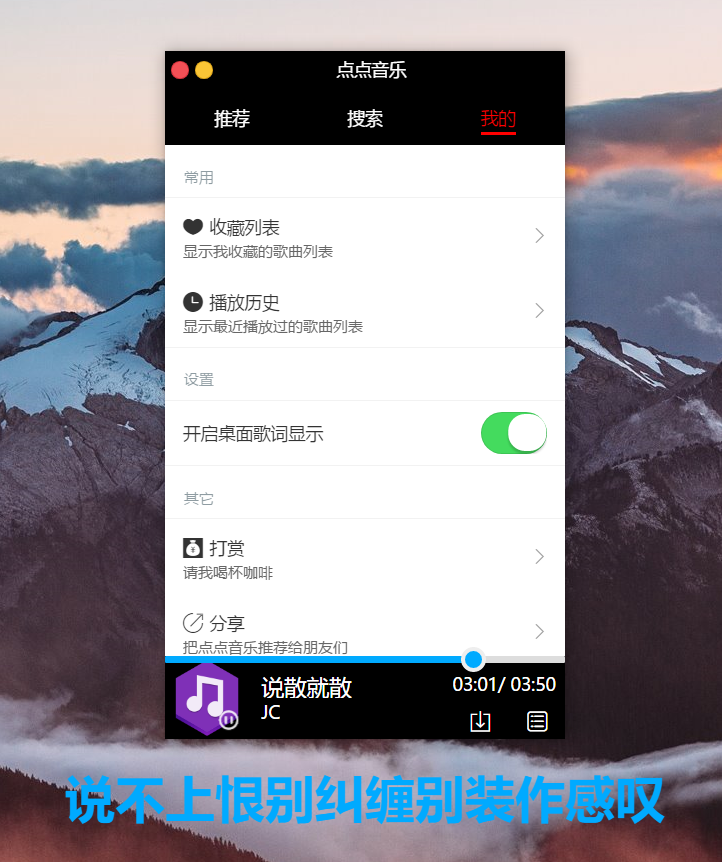 点点音乐
推荐 搜索 我的
常用
收藏列表
显示我收藏的歌曲列表
播放历史
显示最近播放过的歌曲列表
设置
开启桌面歌词显示
其它
打赏
请我喝杯咖啡
分享
把点点音乐推荐给朋友们
说散就散
03:01/ 03:50
JC
说不上恨别纠缠别装作感叹